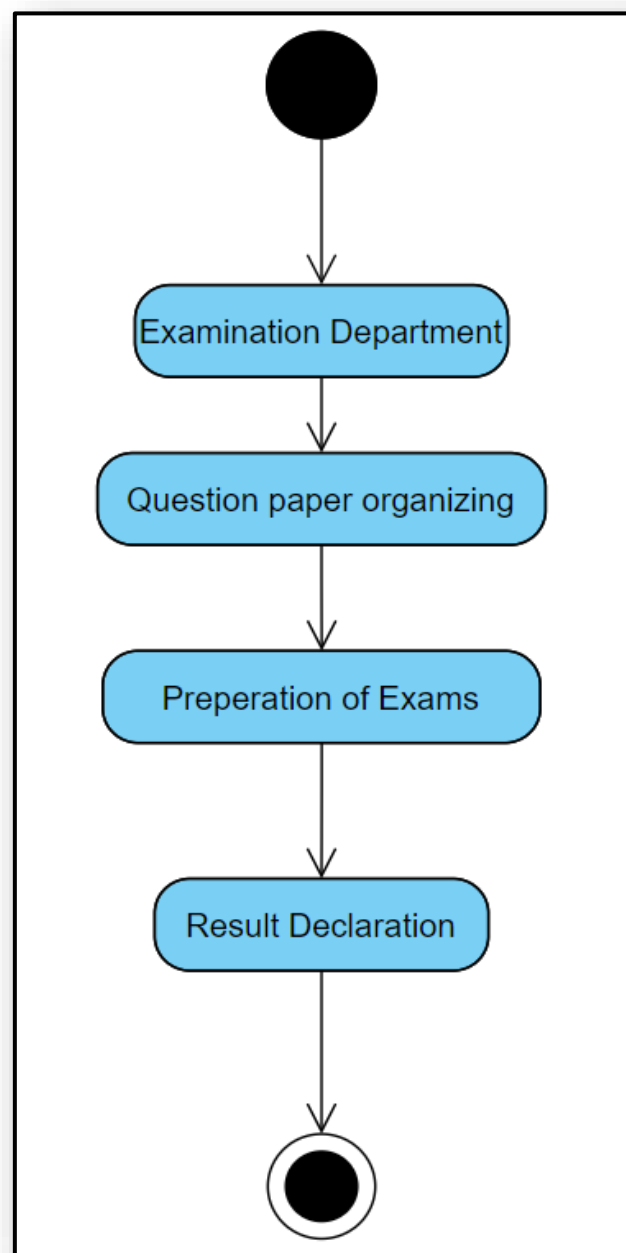 Examination Department
Question paper organizing
Preperation of Exams
Result Declaration